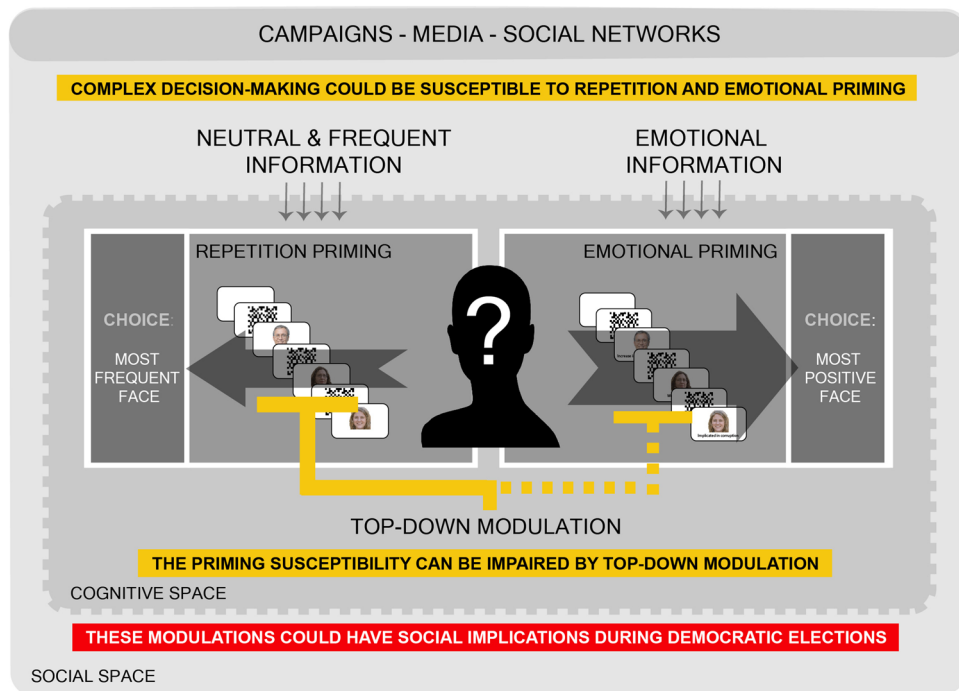 CAMPAIGNS - MEDIA - SOCIAL NETWORKS
COMPLEX DECISION-MAKING COULD BE SUSCEPTIBLE TO REPETITION AND EMOTIONAL PRIMING
NEUTRAL & FREQUENT
INFORMATION
EMOTIONAL
INFORMATION
REPETITION PRIMING
EMOTIONAL PRIMING
CHOICE:
MOST
FREQUENT
FACE
?
CHOICE:
MOST
POSITIVE
FACE
Implicated in corruption
TOP-DOWN MODULATION
THE PRIMING SUSCEPTIBILITY CAN BE IMPAIRED BY TOP-DOWN MODULATION
COGNITIVE SPACE
THESE MODULATIONS COULD HAVE SOCIAL IMPLICATIONS DURING DEMOCRATIC ELECTIONS
SOCIAL SPACE